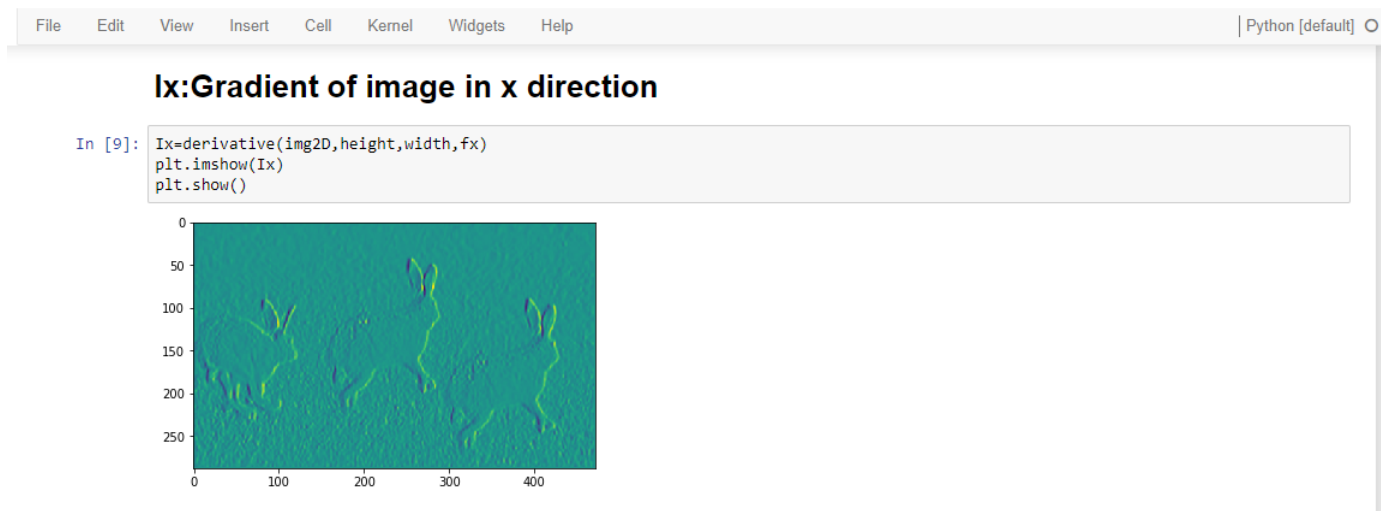 File Edit View Insert Cell Kernel Widgets Help Python [default]
Ix:Gradient of image in x direction
In [9]: Ix=derivative(img2D,height,width,fx)
plt.imshow(Ix)
plt.show()
0
50
100
150
200
250
0 100 200 300 400